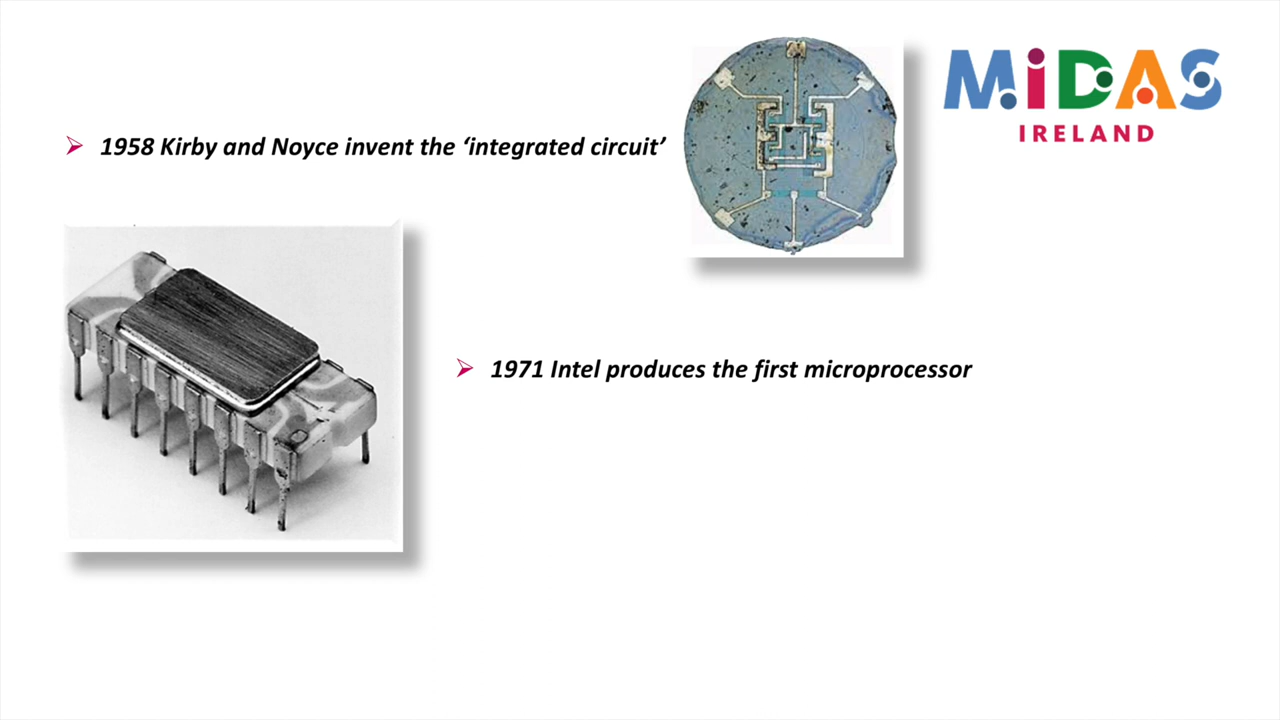 MiDAS
IRELAND
1958 Kirby and Noyce invent the ‘integrated circuit’
1971 Intel produces the first microprocessor